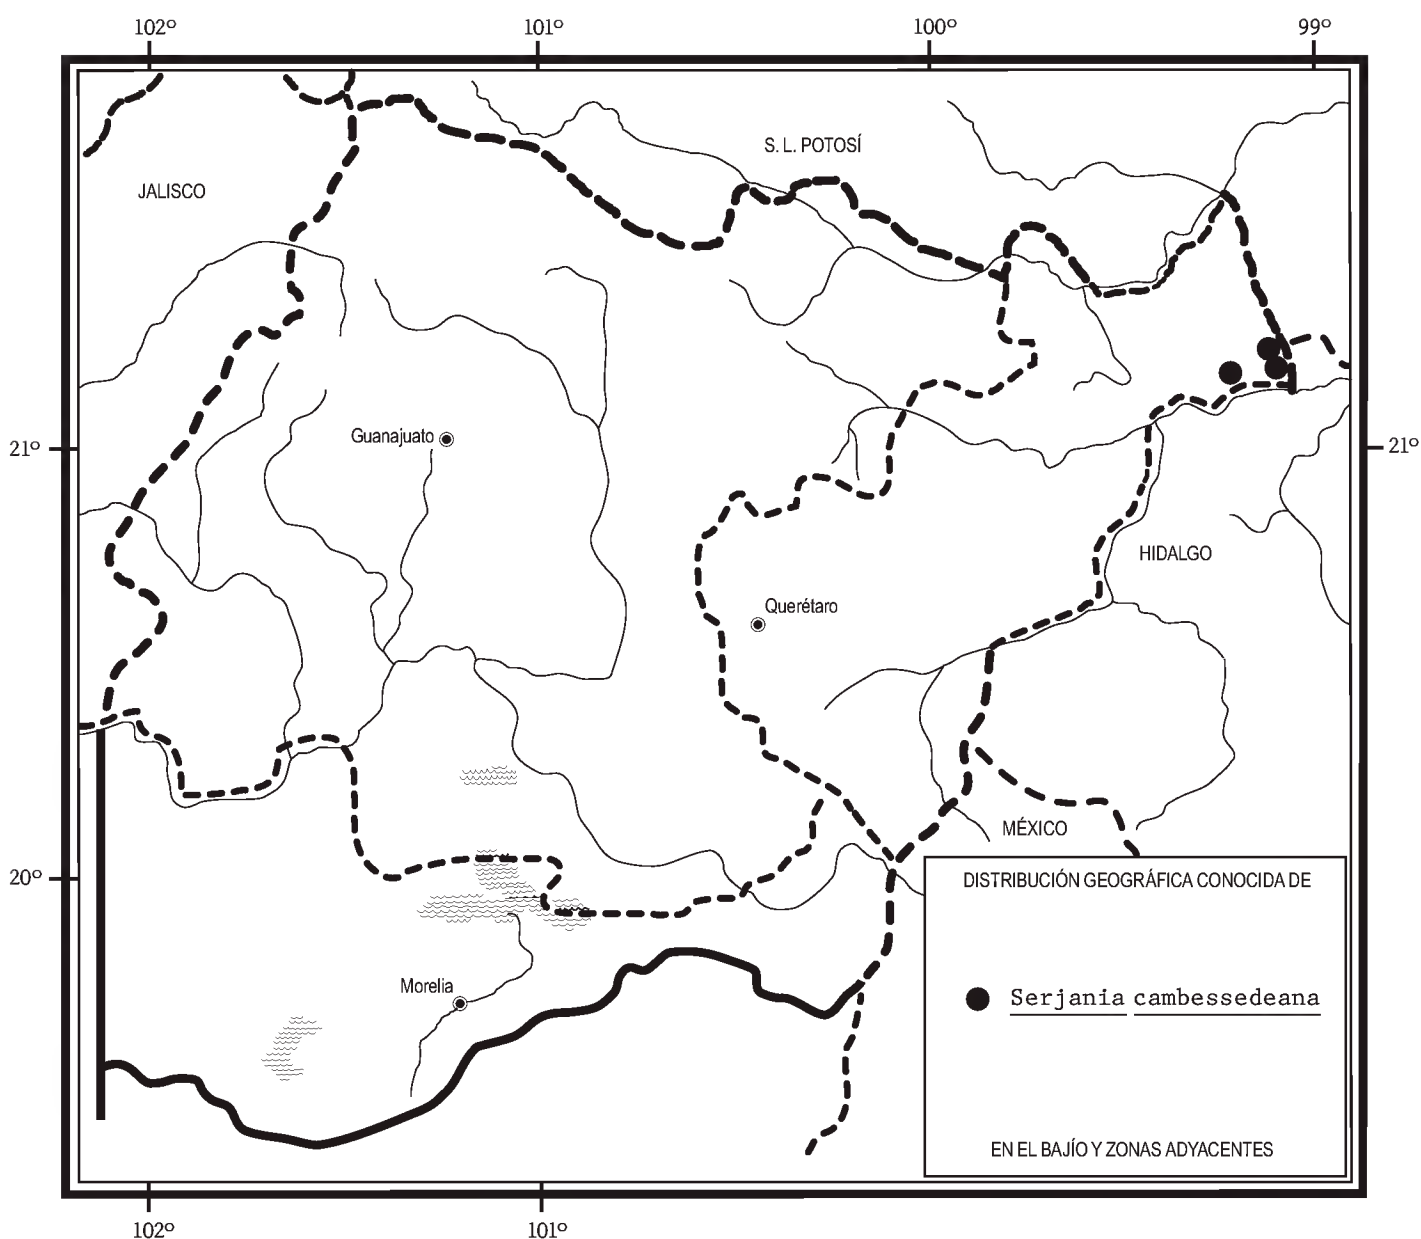 102º 101º 100º 99º
S. L. POTOSÍ
JALISCO
Guanajuato
21º 21º
HIDALGO
Querétaro
MÉXICO
20º
DISTRIBUCIÓN GEOGRÁFICA CONOCIDA DE
Morelia
Serjania cambessedeana
EN EL BAJÍO Y ZONAS ADYACENTES
102º 101º